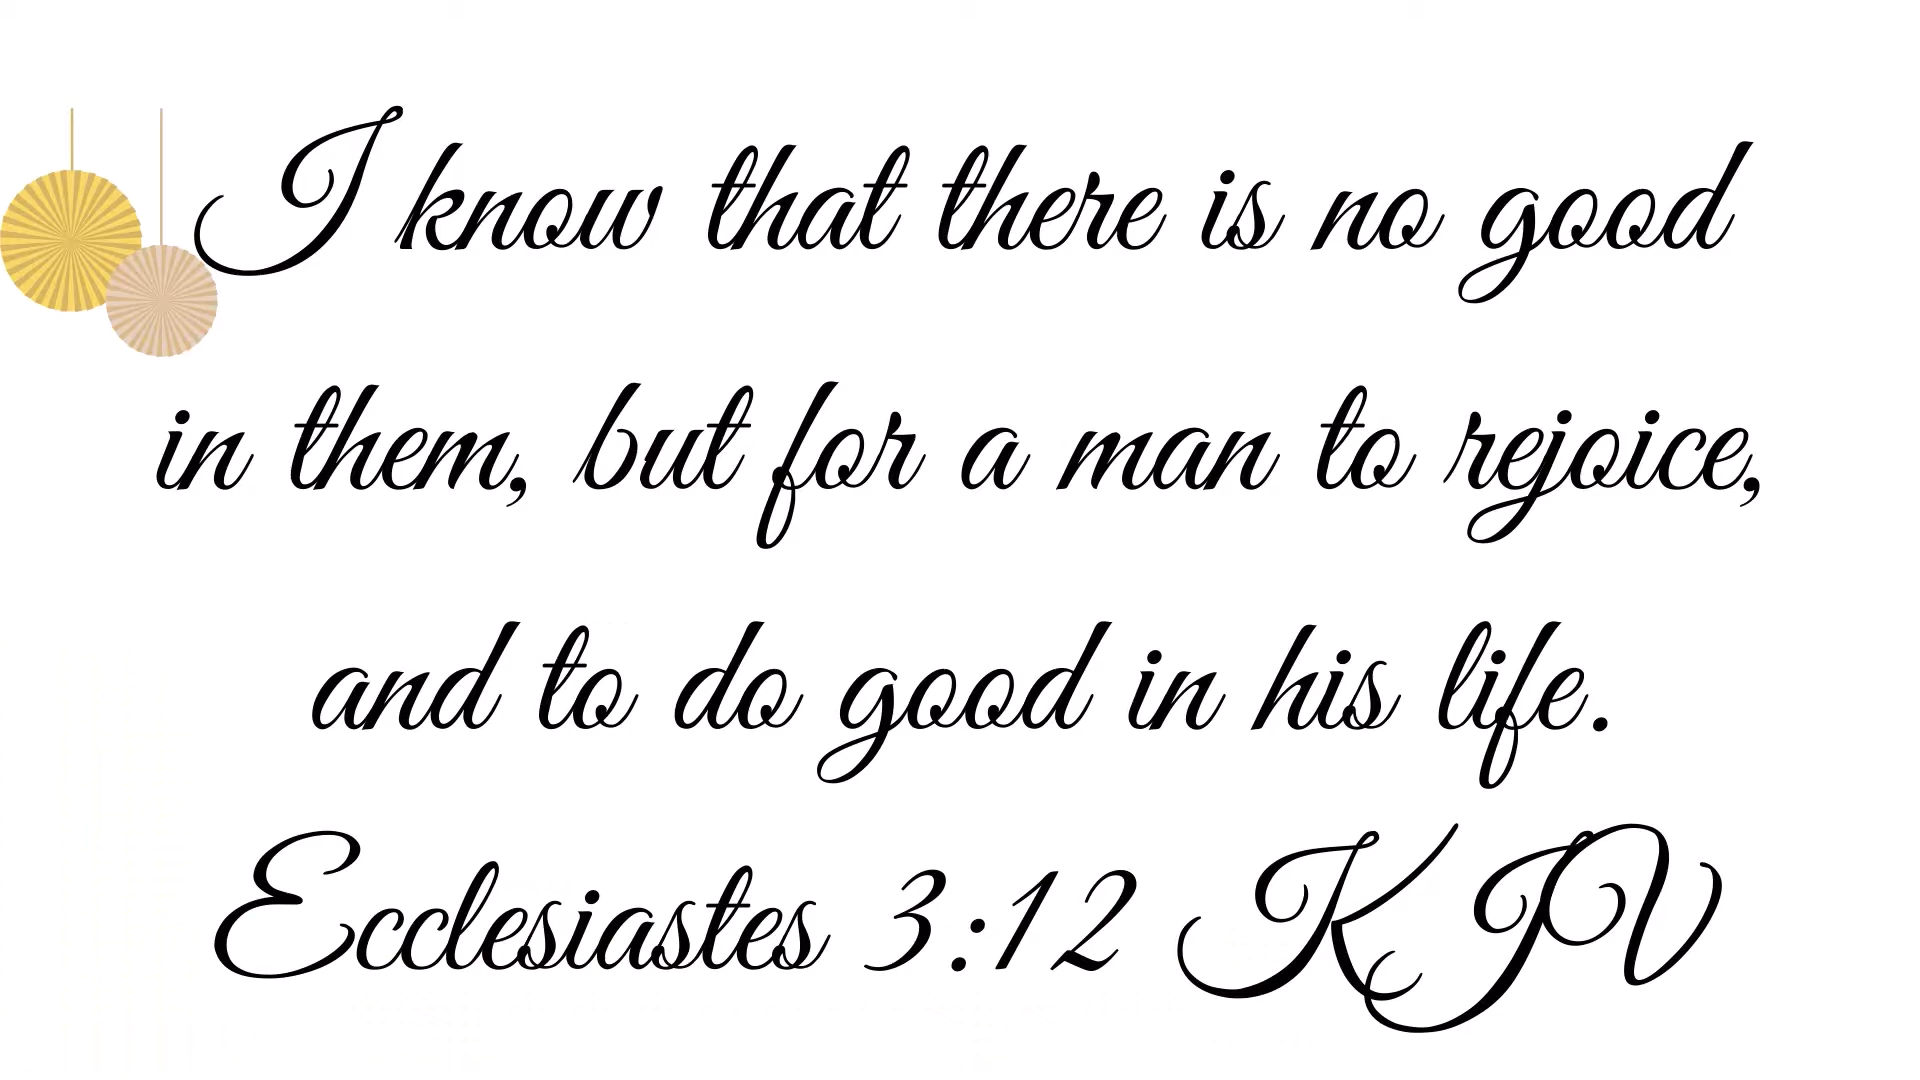 I know that there is no good
in them, but for a man to rejoice,
and to do good in his life.
Ecclesiastes 3:12 KJV